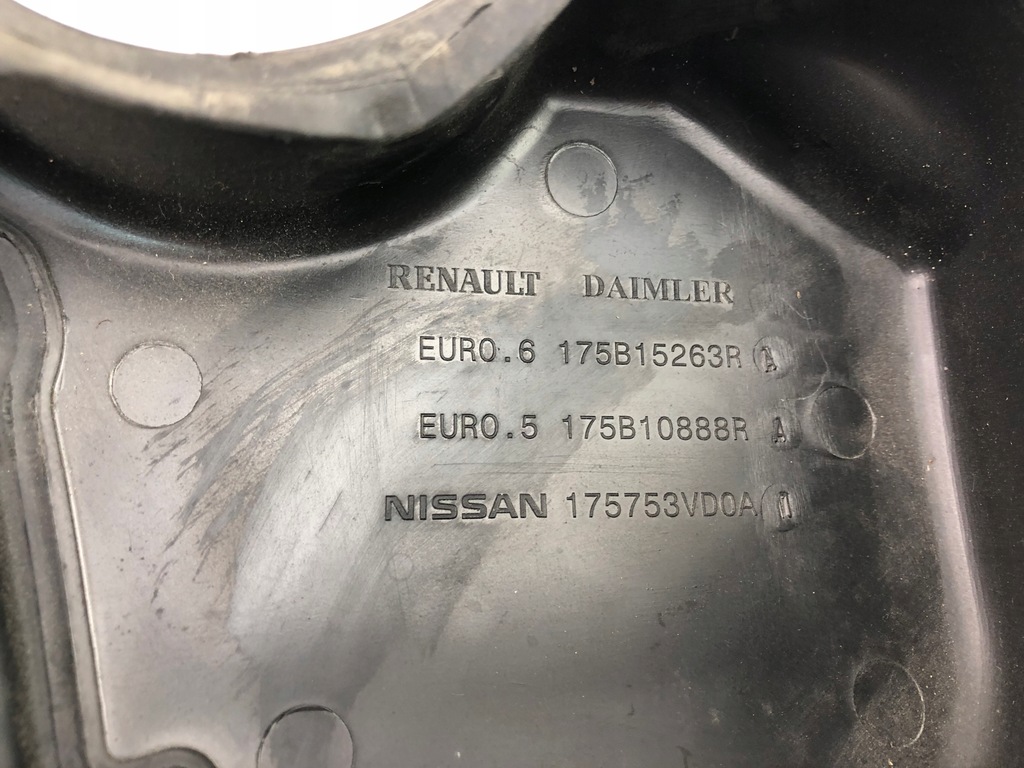 RENAULT DAIMLER
EURO.6 175B15263R A
EURO.5 175B10888R A
NISSAN 175753VD0A